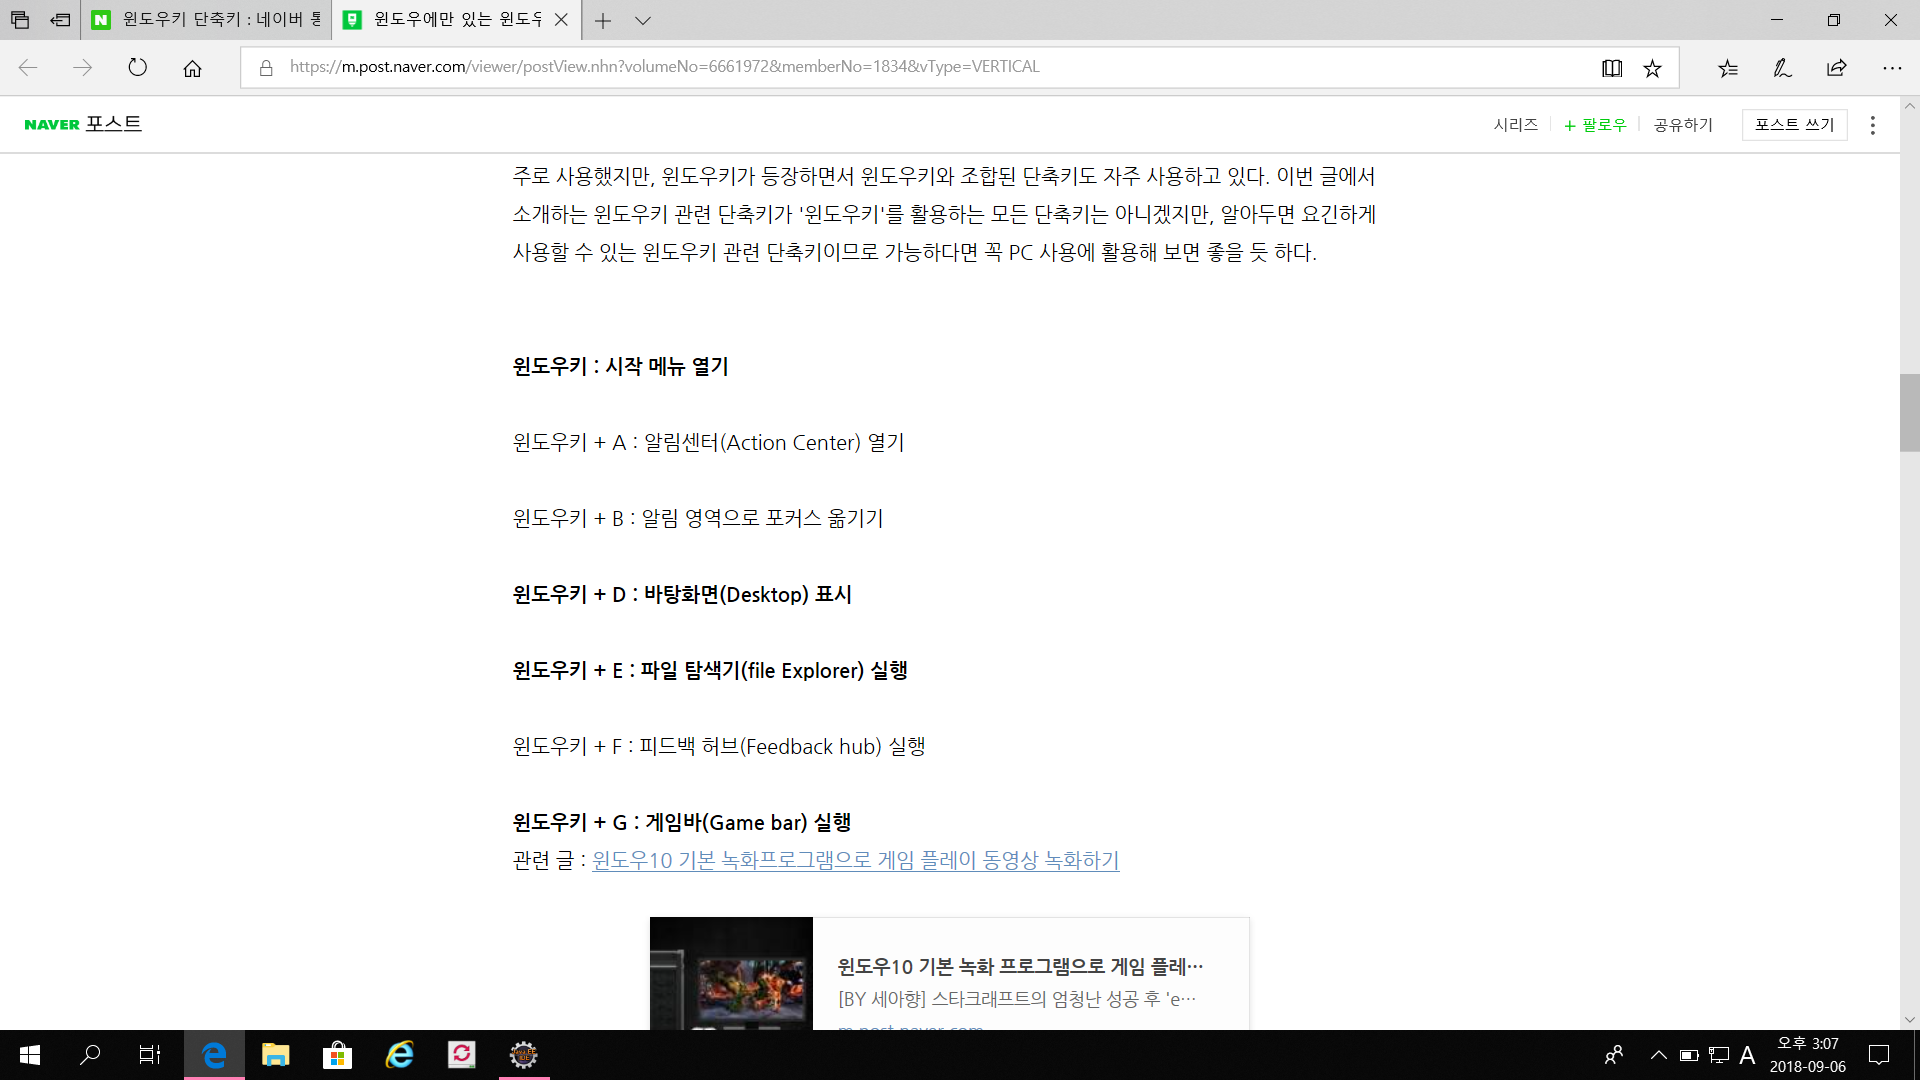 윈도우키 단축키 : 네이버 통
윈도우에만 있는 윈도우
https://m.post.naver.com/viewer/postView.nhn?volumeNo=6661972&memberNo=1834&vType=VERTICAL
NAVER 포스트
시리즈
+ 팔로우
공유하기
포스트 쓰기
주로 사용했지만, 윈도우키가 등장하면서 윈도우키와 조합된 단축키도 자주 사용하고 있다. 이번 글에서
소개하는 윈도우키 관련 단축키가 '윈도우키'를 활용하는 모든 단축키는 아니겠지만, 알아두면 요긴하게
사용할 수 있는 윈도우키 관련 단축키이므로 가능하다면 꼭 PC 사용에 활용해 보면 좋을 듯 하다.
윈도우키 : 시작 메뉴 열기
윈도우키 + A : 알림센터(Action Center) 열기
윈도우키 + B : 알림 영역으로 포커스 옮기기
윈도우키 + D : 바탕화면(Desktop) 표시
윈도우키 + E : 파일 탐색기(file Explorer) 실행
윈도우키 + F : 피드백 허브(Feedback hub) 실행
윈도우키 + G : 게임바(Game bar) 실행
관련 글 : 윈도우10 기본 녹화프로그램으로 게임 플레이 동영상 녹화하기
윈도우10 기본 녹화 프로그램으로 게임 플레…
[BY 세아향] 스타크래프트의 엄청난 성공 후 'e…
m.post.naver.com
A
오후 3:07
2018-09-06